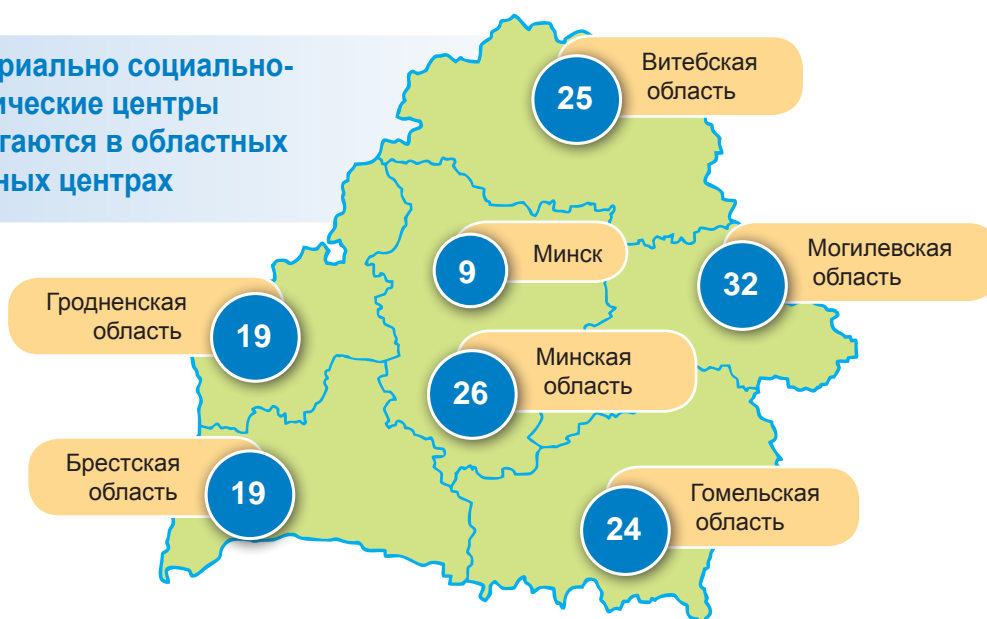 риально социально-
ические центры
гаются в областных
ных центрах
25
Витебская
область
9
Минск
32
Могилевская
область
Гродненская
область
19
26
Минская
область
Брестская
область
19
24
Гомельская
область